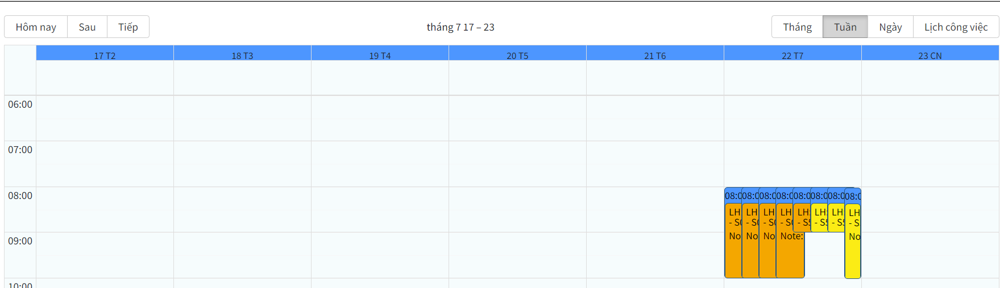 Hôm nay Sau Tiếp tháng 7 17 – 23 Tháng Tuần Ngày Lịch công việc
17 T2 18 T3 19 T4 20 T5 21 T6 22 T7 23 CN
06:00
07:00
08:00 08:0 08:0 08:0 08:0 08:0 08:0 08:0 08:0
LH LH LH LH LH LH: LH: LH
- S - S - S - S - S - S - S - S
No No No Note: No
09:00
10:00